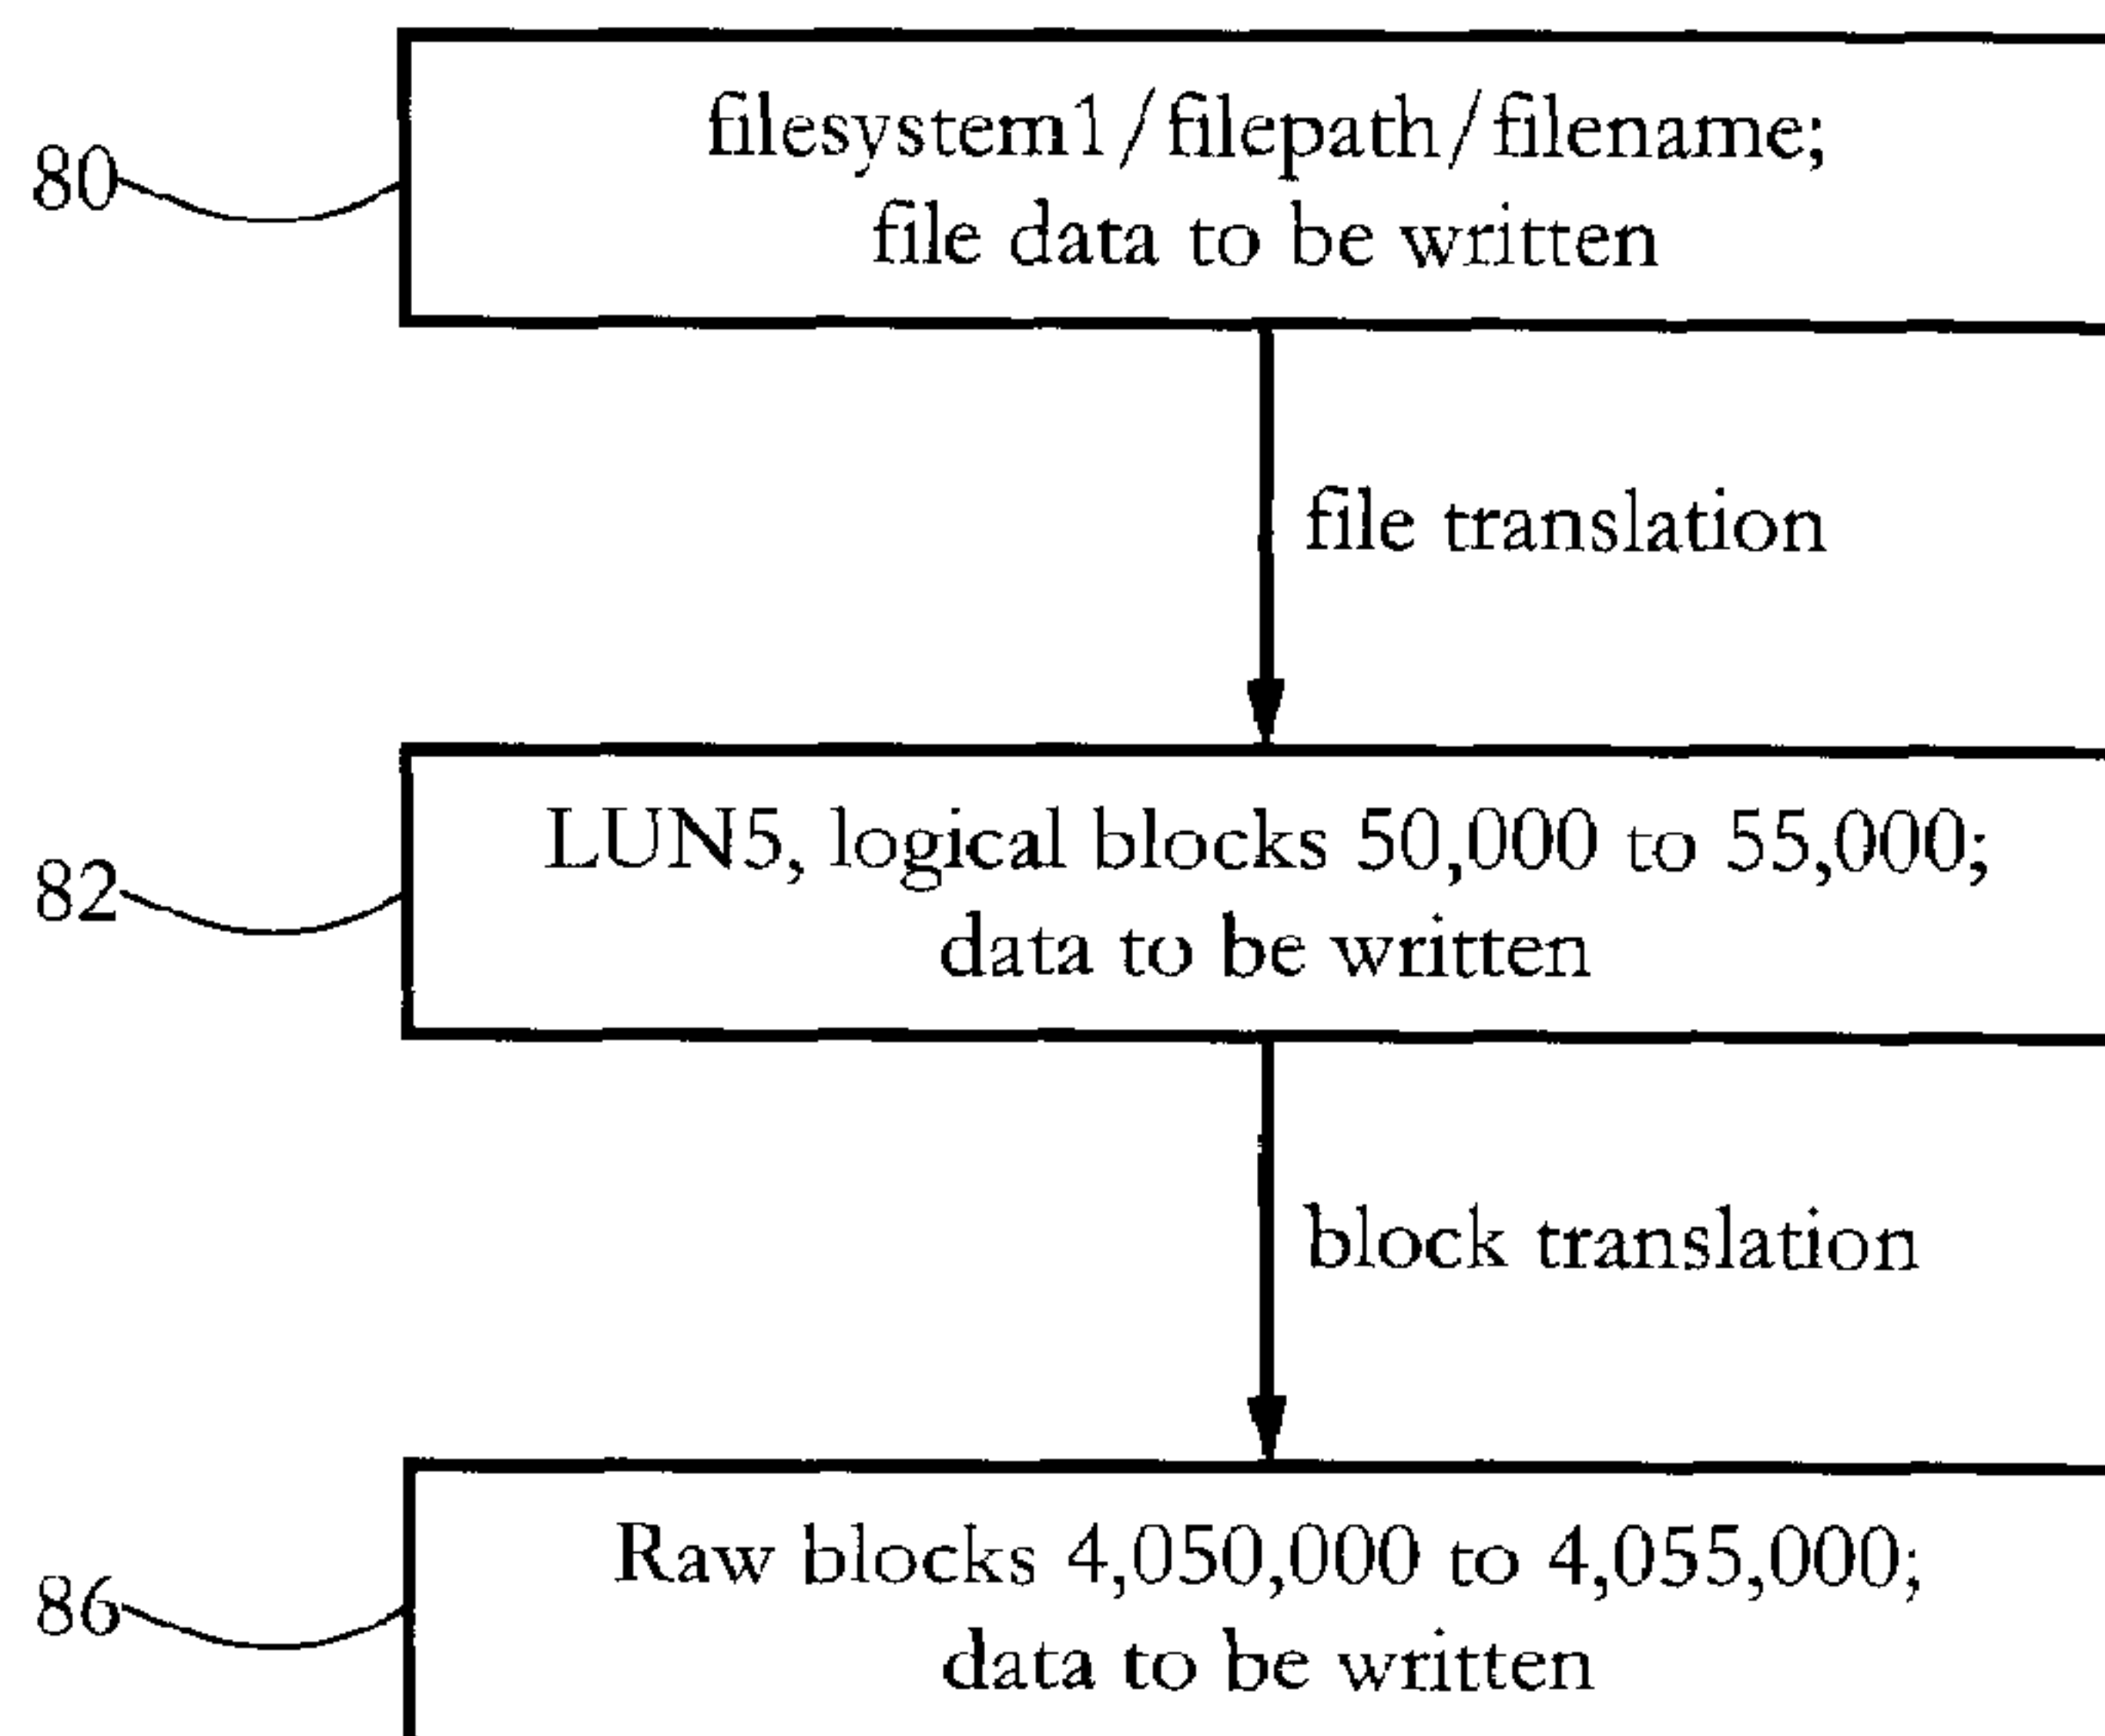 80
filesystem1/filepath/filename;
file data to be written
file translation
82
LUN5, logical blocks 50,000 to 55,000;
data to be written
block translation
86
Raw blocks 4,050,000 to 4,055,000;
data to be written